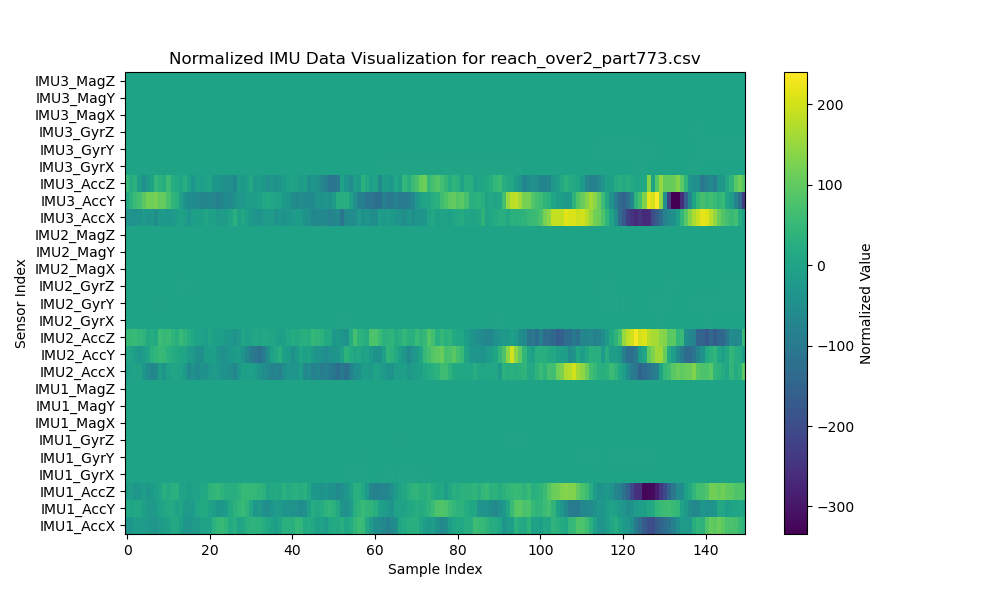 Normalized IMU Data Visualization for reach_over2_part773.csv
IMU3_MagZ
IMU3_MagY
IMU3_MagX
IMU3_GyrZ
IMU3_GyrY
IMU3_GyrX
IMU3_AccZ
IMU3_AccY
IMU3_AccX
IMU2_MagZ
IMU2_MagY
IMU2_MagX
IMU2_GyrZ
IMU2_GyrY
IMU2_GyrX
IMU2_AccZ
IMU2_AccY
IMU2_AccX
IMU1_MagZ
IMU1_MagY
IMU1_MagX
IMU1_GyrZ
IMU1_GyrY
IMU1_GyrX
IMU1_AccZ
IMU1_AccY
IMU1_AccX
Sensor Index
0 20 40 60 80 100 120 140
Sample Index
200
100
0
−100
−200
−300
Normalized Value